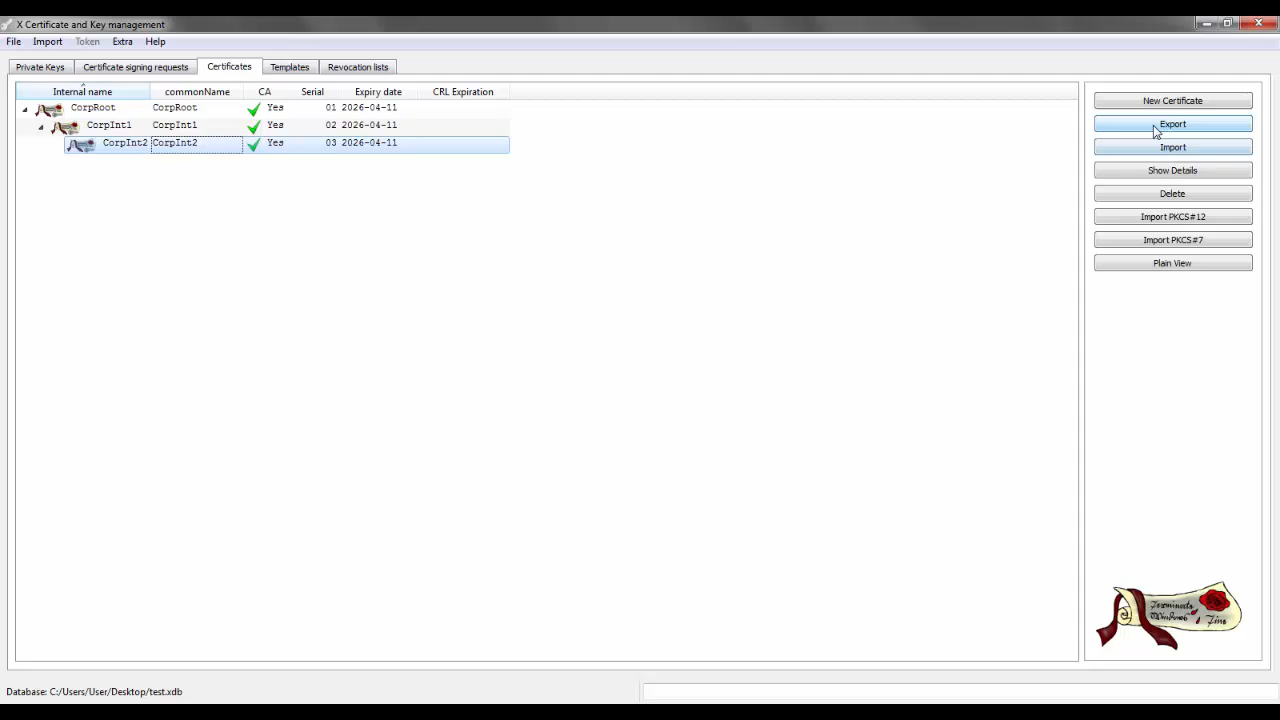 X Certificate and Key management
File Import Token Extra Help
Private Keys Certificate signing requests Certificates Templates Revocation lists
Internal name commonName CA Serial Expiry date CRL Expiration
CorpRoot CorpRoot Yes 01 2026-04-11
CorpInt1 CorpInt1 Yes 02 2026-04-11
CorpInt2 CorpInt2 Yes 03 2026-04-11
New Certificate
Export
Import
Show Details
Delete
Import PKCS#12
Import PKCS#7
Plain View
Database: C:/Users/User/Desktop/test.xdb